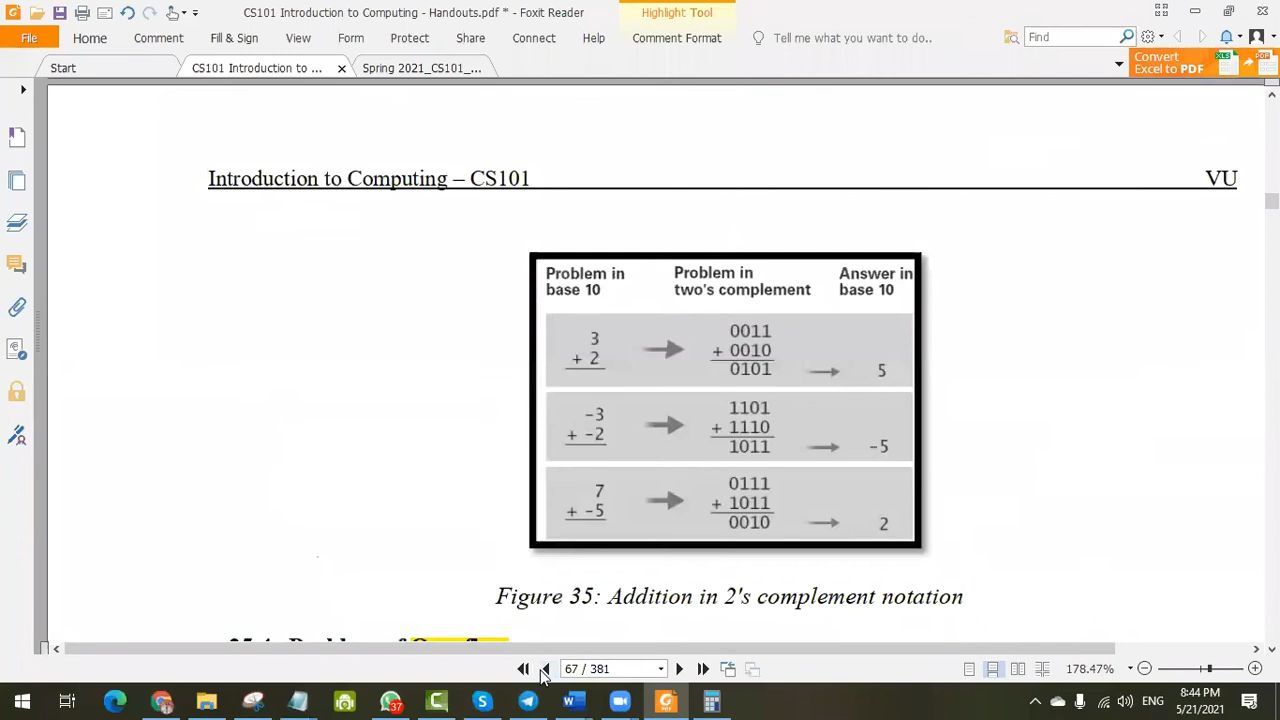 CS101 Introduction to Computing - Handouts.pdf * - Foxit Reader
Highlight Tool
File Home Comment Fill & Sign View Form Protect Share Connect Help Comment Format Tell me what you want to do.. Find
Start CS101 Introduction to ... Spring 2021_CS101_...
Convert
Excel to PDF
Introduction to Computing – CS101 VU
Problem in base 10
Problem in two's complement
Answer in base 10
3 0011
+ 2 + 0010
0101 5
-3 1101
+ -2 + 1110
1011 -5
7 0111
+ -5 + 1011
0010 2
Figure 35: Addition in 2's complement notation
67 / 381 178.47%
37 ENG 8:44 PM
5/21/2021